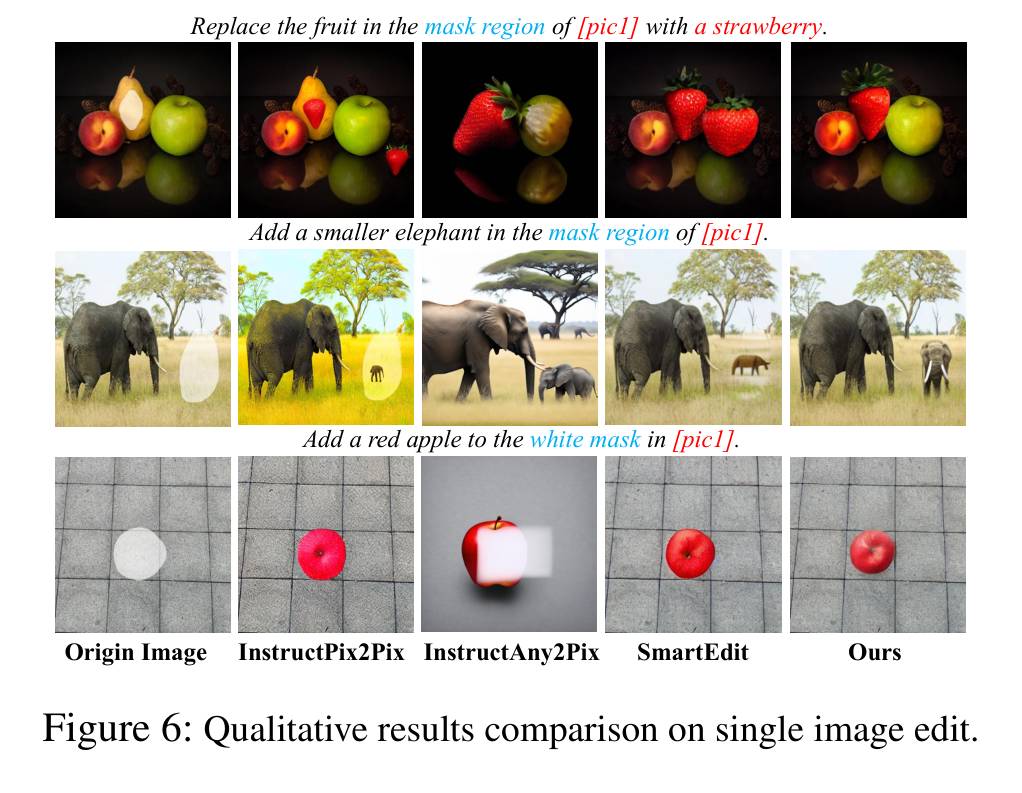 Replace the fruit in the mask region of [pic1] with a strawberry.
Add a smaller elephant in the mask region of [pic1].
Add a red apple to the white mask in [pic1].
Origin Image InstructPix2Pix InstructAny2Pix SmartEdit Ours
Figure 6: Qualitative results comparison on single image edit.